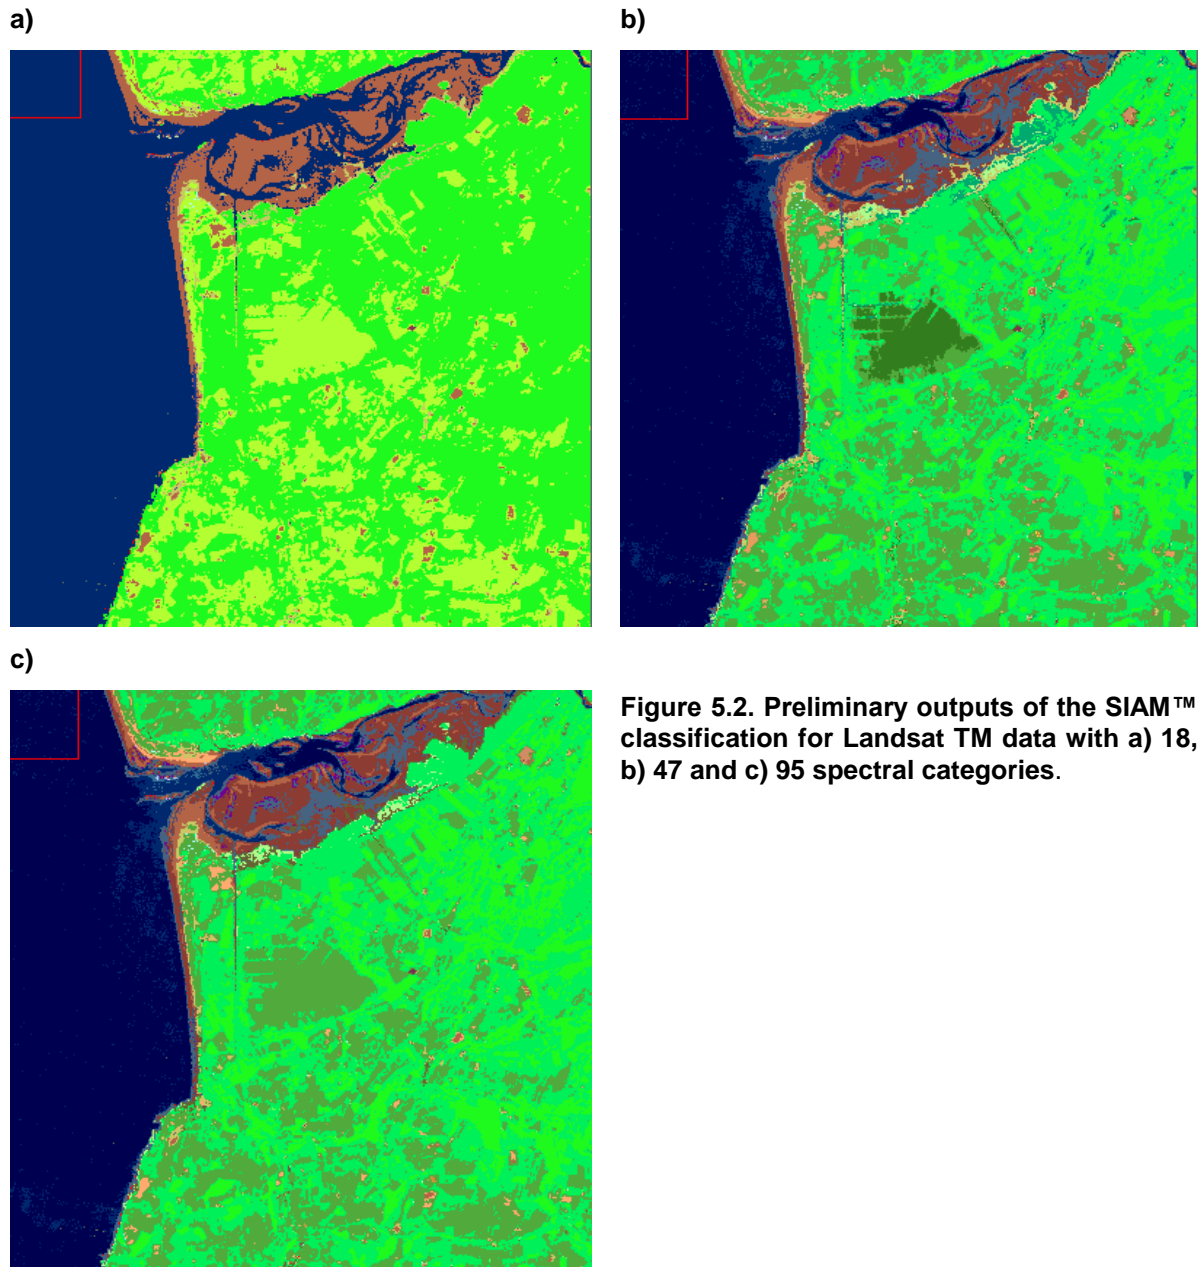 a)
b)
c)
Figure 5.2. Preliminary outputs of the SIAM™
classification for Landsat TM data with a) 18,
b) 47 and c) 95 spectral categories.